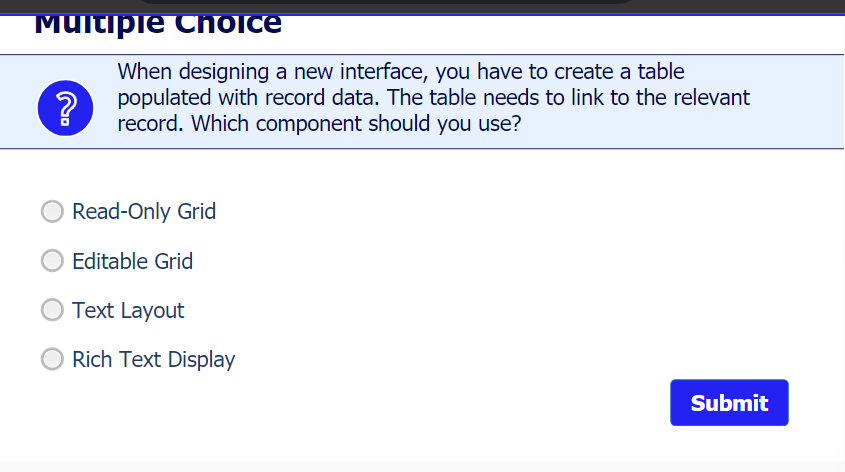 Multiple Choice
When designing a new interface, you have to create a table
populated with record data. The table needs to link to the relevant
record. Which component should you use?
Read-Only Grid
Editable Grid
Text Layout
Rich Text Display
Submit